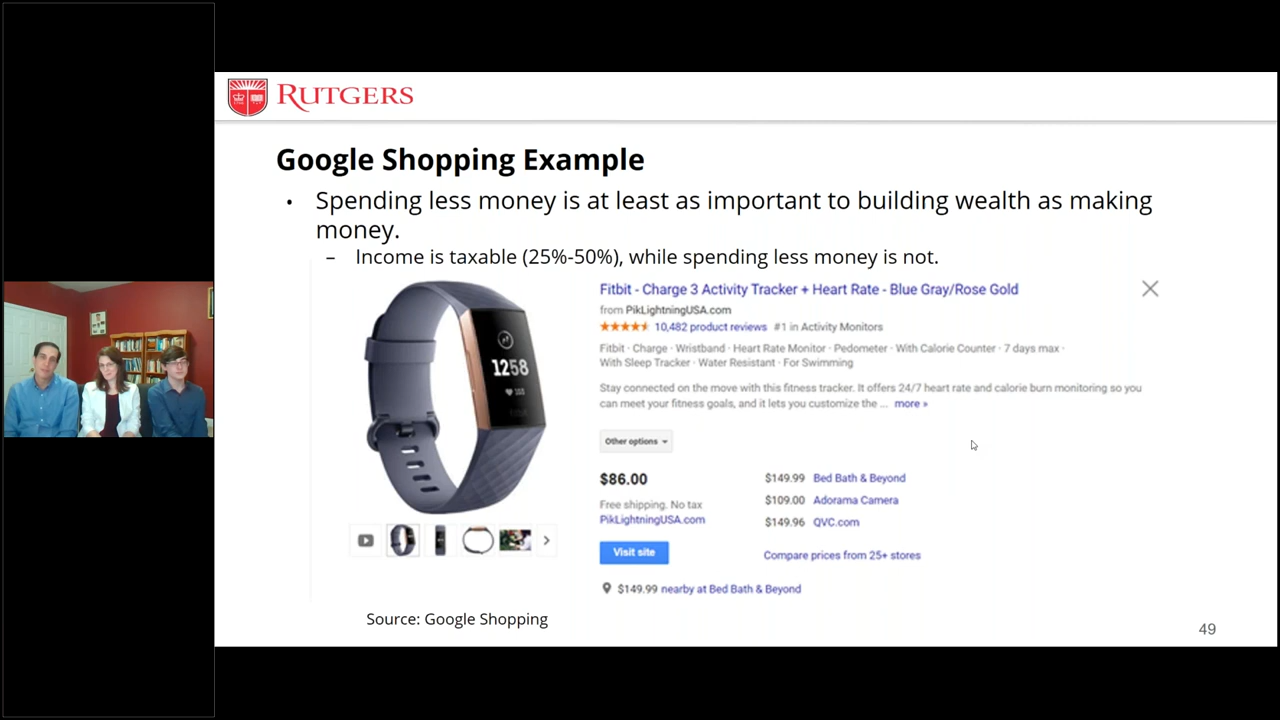 RUTGERS
Google Shopping Example
• Spending less money is at least as important to building wealth as making
money.
– Income is taxable (25%-50%), while spending less money is not.
Fitbit - Charge 3 Activity Tracker + Heart Rate - Blue Gray/Rose Gold
from PikLightningUSA.com
10,482 product reviews #1 in Activity Monitors
Fitbit · Charge · Wristband · Heart Rate Monitor · Pedometer · With Calorie Counter · 7 days max ·
With Sleep Tracker · Water Resistant · For Swimming
Stay connected on the move with this fitness tracker. It offers 24/7 heart rate and calorie burn monitoring so you
can meet your fitness goals, and it lets you customize the ... more »
12 58
Other options
$86.00
Free shipping. No tax
PikLightningUSA.com
Visit site
$149.99 Bed Bath & Beyond
$109.00 Adorama Camera
$149.96 QVC.com
Compare prices from 25+ stores
$149.99 nearby at Bed Bath & Beyond
Source: Google Shopping
49